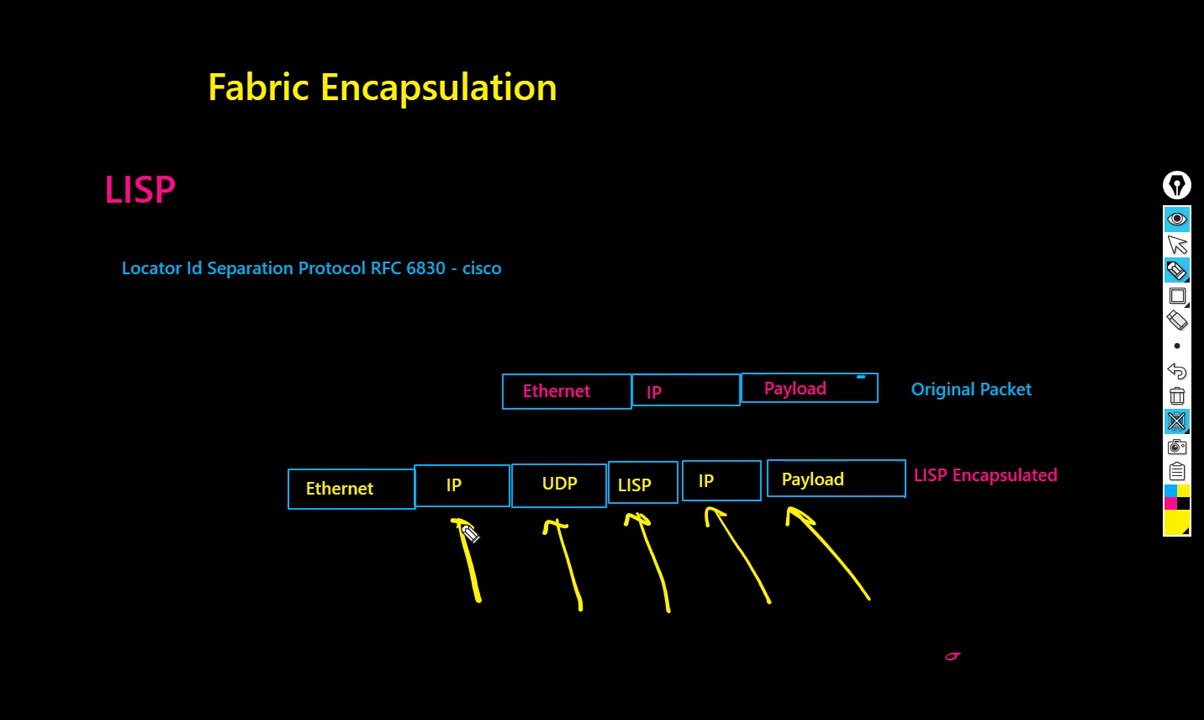 Fabric Encapsulation
LISP
Locator Id Separation Protocol RFC 6830 - cisco
Ethernet IP Payload Original Packet
Ethernet IP UDP LISP IP Payload LISP Encapsulated